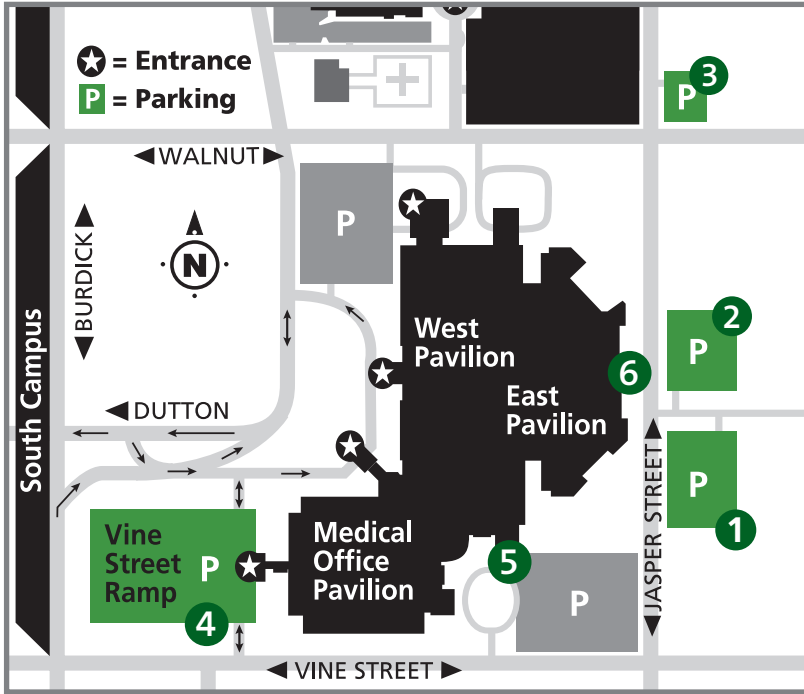 = Entrance
P = Parking
P
3
WALNUT
P
N
BURDICK
West
Pavilion
P
2
6
East
Pavilion
DUTTON
South Campus
JASPER STREET
P
1
Vine
Street
Ramp
P
4
Medical
Office
Pavilion
5
P
VINE STREET